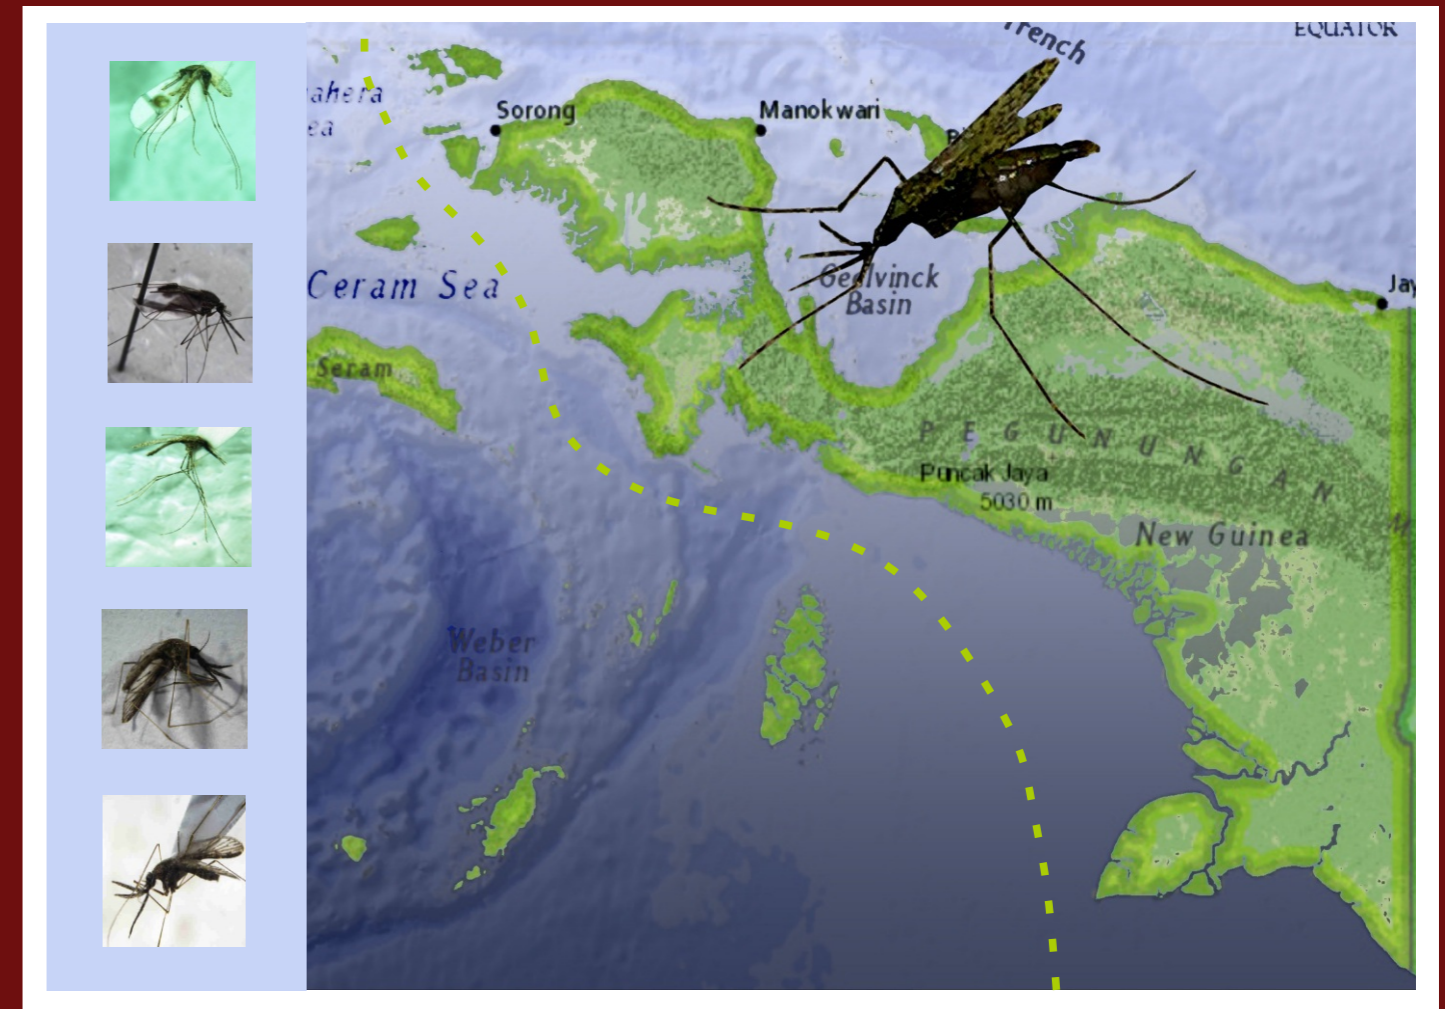 Trench
EQUATOR
ahera
ea
Sorong
Manokwari
Ceram Sea
Geelvinck
Basin
Jay
Seram
PEGUNUNGAN
Puncak Jaya
5030 m
New Guinea
M
Weber
Basin